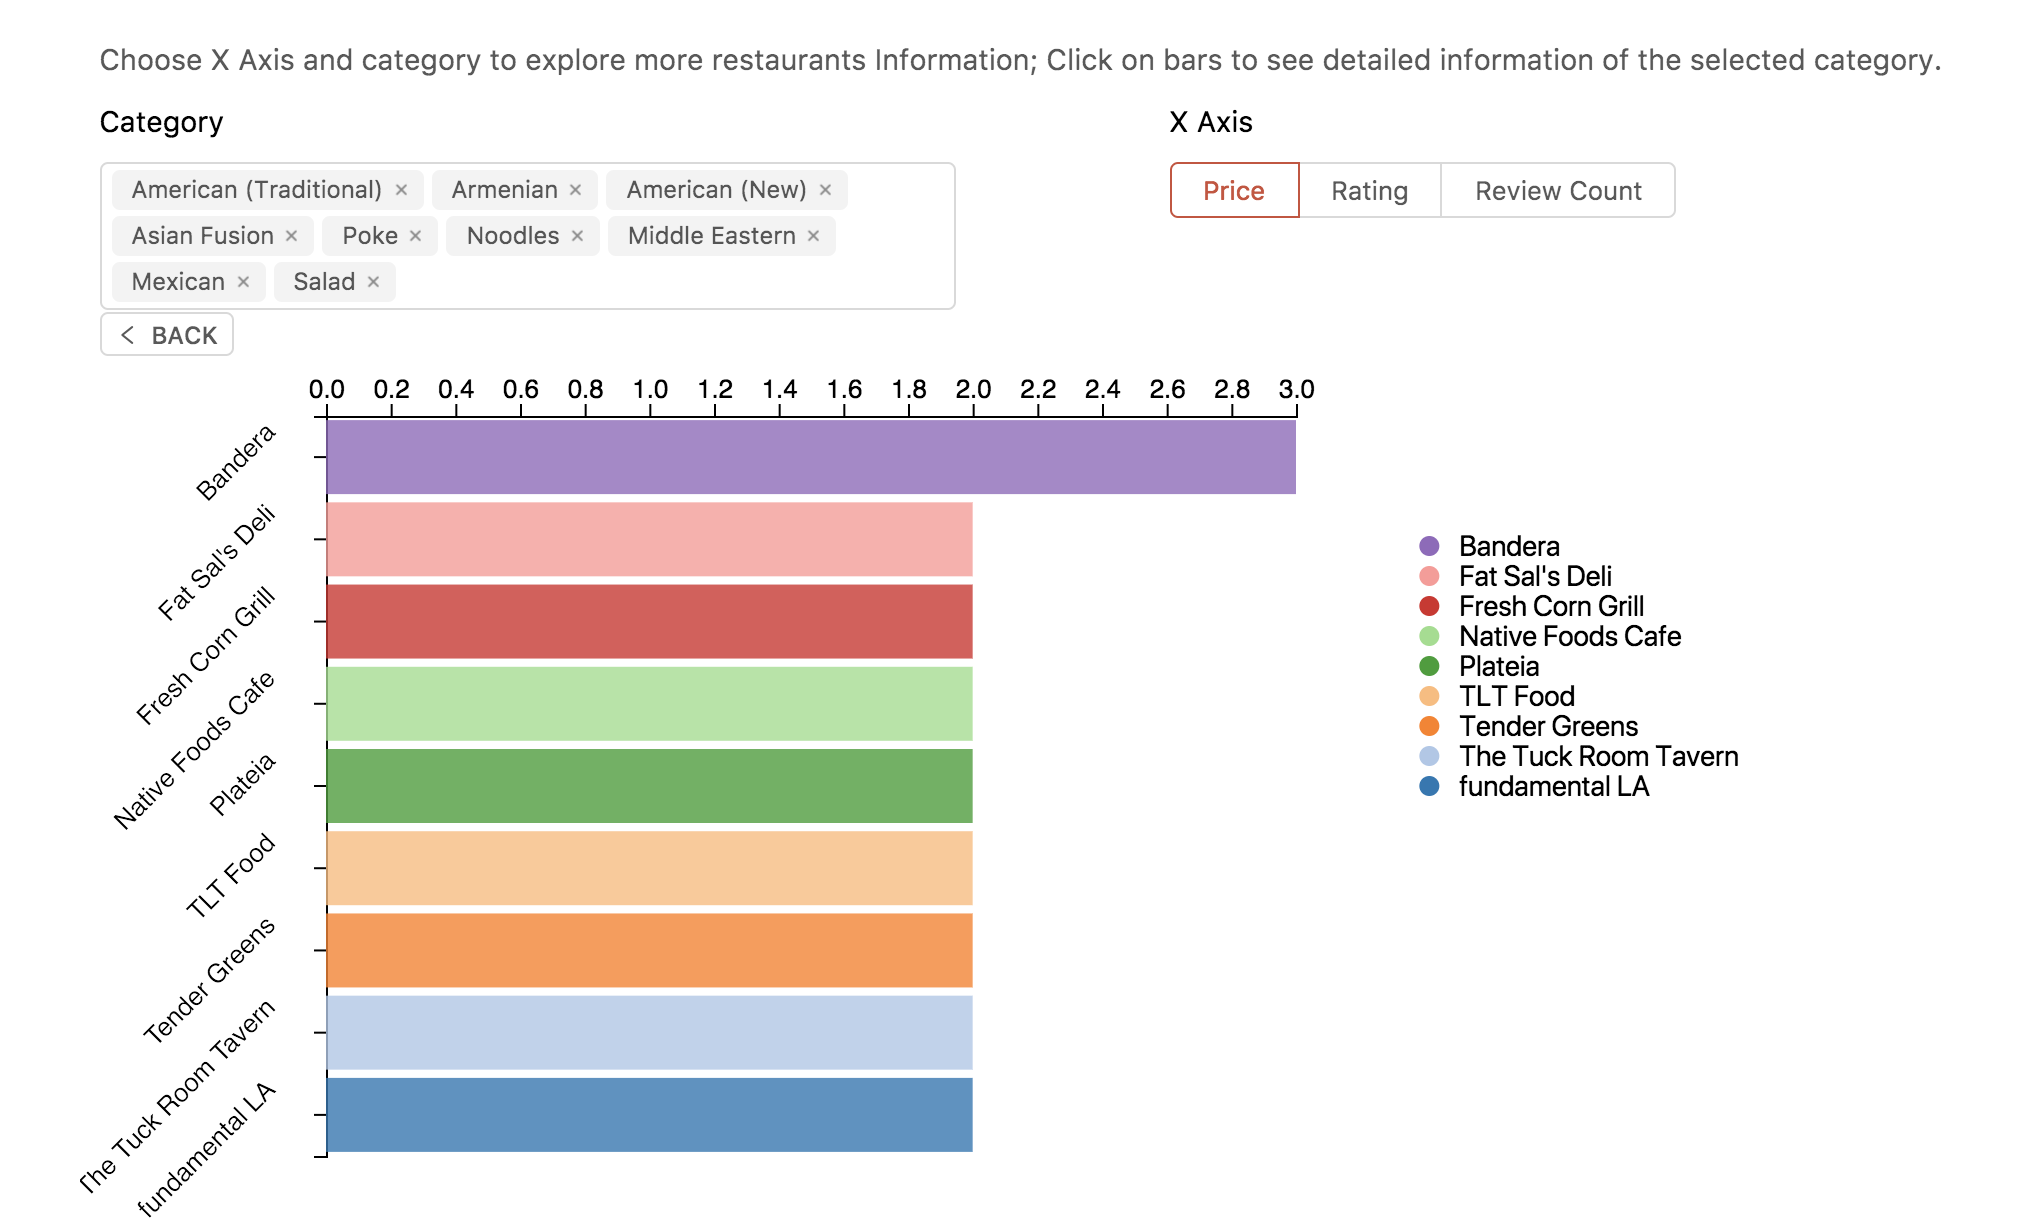 Choose X Axis and category to explore more restaurants Information; Click on bars to see detailed information of the selected category.
Category
X Axis
American (Traditional) × Armenian × American (New) ×
Asian Fusion × Poke × Noodles × Middle Eastern ×
Mexican × Salad ×
Price Rating Review Count
< BACK
0.0 0.2 0.4 0.6 0.8 1.0 1.2 1.4 1.6 1.8 2.0 2.2 2.4 2.6 2.8 3.0
Bandera
Fat Sal's Deli
Fresh Corn Grill
Native Foods Cafe
Plateia
TLT Food
Tender Greens
The Tuck Room Tavern
fundamental LA
Bandera
Fat Sal's Deli
Fresh Corn Grill
Native Foods Cafe
Plateia
TLT Food
Tender Greens
The Tuck Room Tavern
fundamental LA